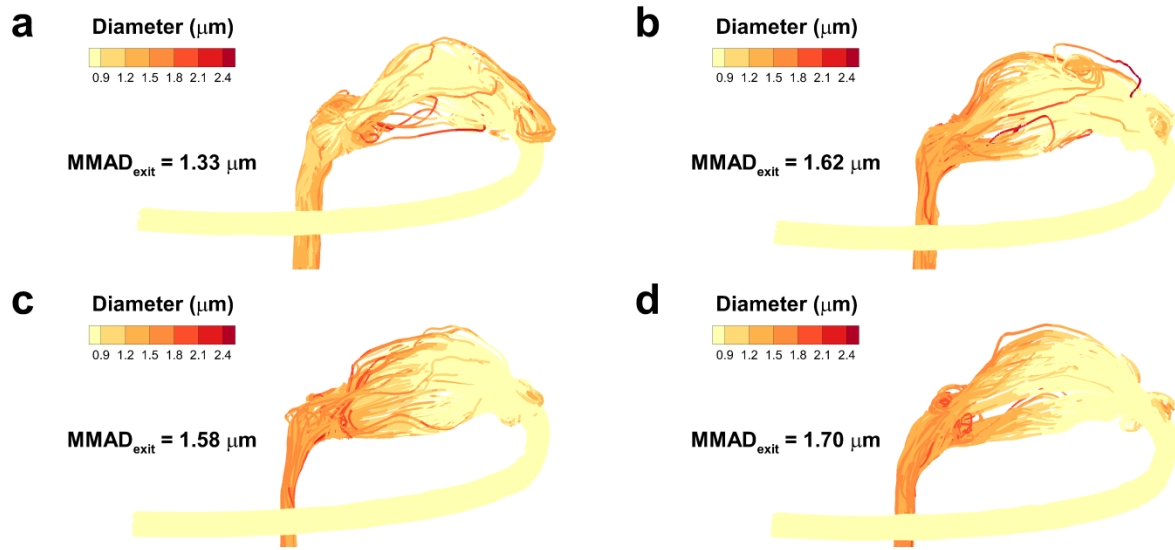 a
Diameter (μm)
0.9 1.2 1.5 1.8 2.1 2.4
MMADexit = 1.33 μm
b
Diameter (μm)
0.9 1.2 1.5 1.8 2.1 2.4
MMADexit = 1.62 μm
c
Diameter (μm)
0.9 1.2 1.5 1.8 2.1 2.4
MMADexit = 1.58 μm
d
Diameter (μm)
0.9 1.2 1.5 1.8 2.1 2.4
MMADexit = 1.70 μm